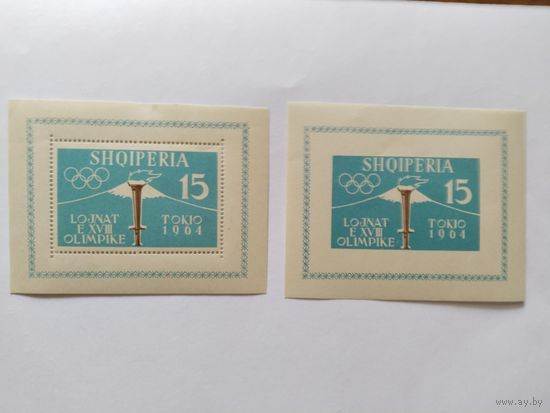 SHQIPERIA
15
LOJNAT
E XVIII
OLIMPIKE
TOKIO
1964
SHQIPERIA
15
LOJNAT
E XVIII
OLIMPIKE
TOKIO
1964
www.ay.by